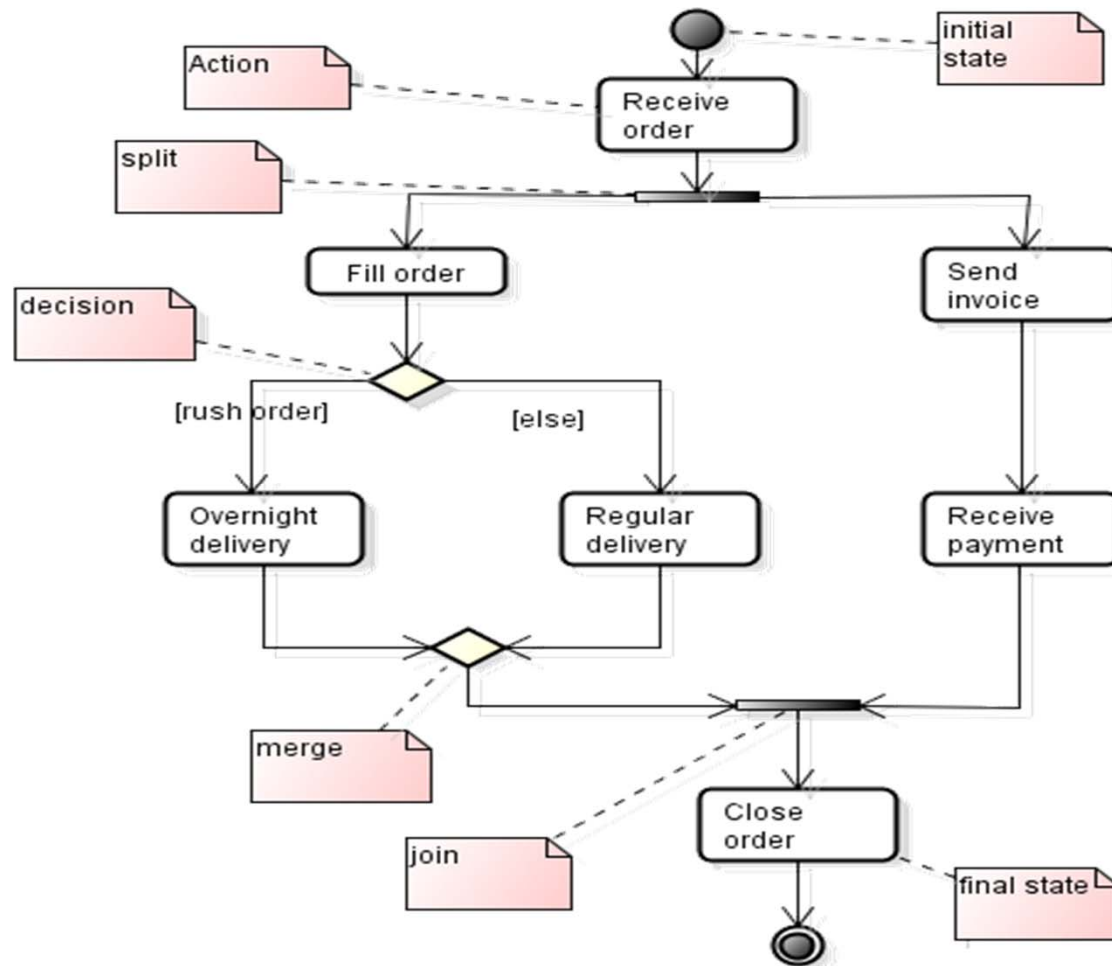 initial
state
Action
Receive
order
split
Fill order
Send
invoice
decision
[rush order]
[else]
Overnight
delivery
Regular
delivery
Receive
payment
merge
Close
order
join
final state